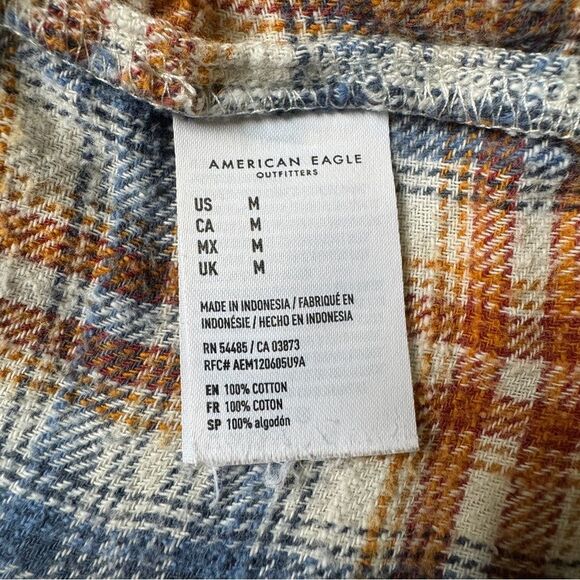 AMERICAN EAGLE
OUTFITTERS
US M
CA M
MX M
UK M
MADE IN INDONESIA / FABRIQUÉ EN
INDONÉSIE / HECHO EN INDONESIA
RN 54485 / CA 03873
RFC# AEM120605U9A
EN 100% COTTON
FR 100% COTON
SP 100% algodón